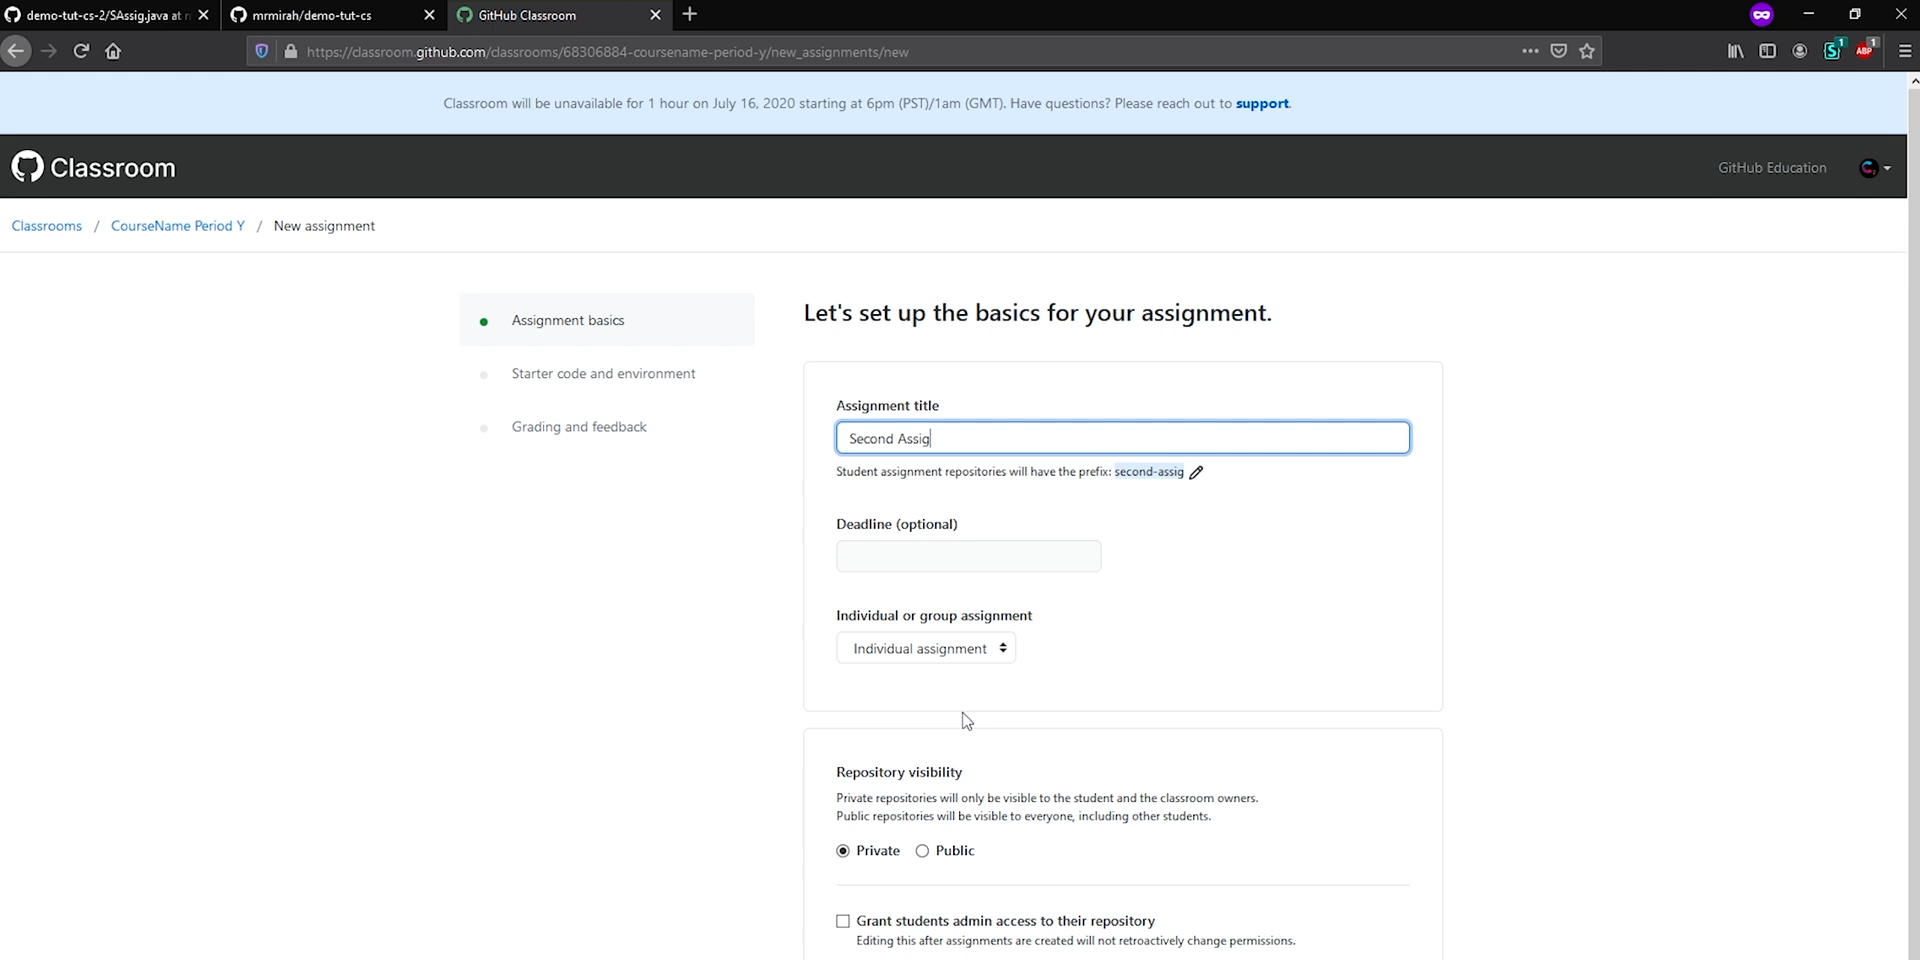 demo-tut-cs-2/SAssig.java at
mrmirah/demo-tut-cs
GitHub Classroom
https://classroom.github.com/classrooms/68306884-coursename-period-y/new_assignments/new
1
S
1
ABP
Classroom will be unavailable for 1 hour on July 16, 2020 starting at 6pm (PST)/1am (GMT). Have questions? Please reach out to support.
Classroom
GitHub Education
Classrooms / CourseName Period Y / New assignment
Assignment basics
Starter code and environment
Grading and feedback
Let's set up the basics for your assignment.
Assignment title
Second Assig
Student assignment repositories will have the prefix: second-assig
Deadline (optional)
Individual or group assignment
Individual assignment
Repository visibility
Private repositories will only be visible to the student and the classroom owners.
Public repositories will be visible to everyone, including other students.
Private Public
Grant students admin access to their repository
Editing this after assignments are created will not retroactively change permissions.